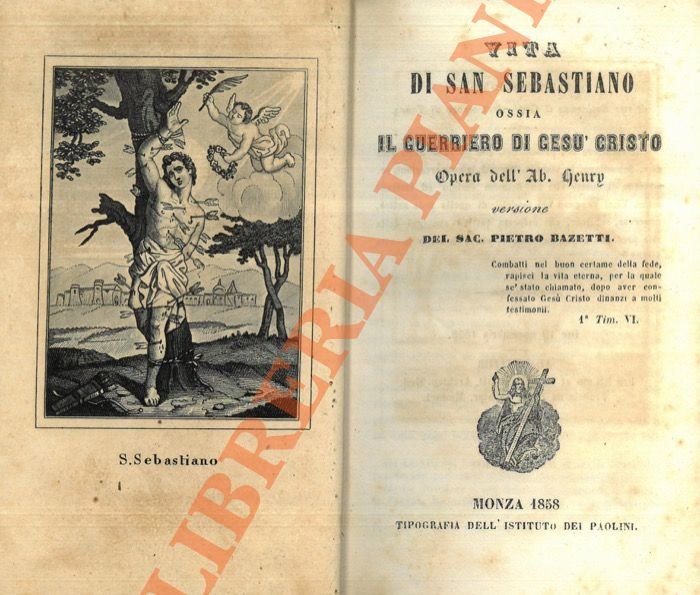 S. Sebastiano
VITA
DI SAN SEBASTIANO
OSSIA
IL GUERRIERO DI GESU' CRISTO
Opera dell' Ab. Henry
versione
DEL SAC. PIETRO BAZETTI.
Combatti nel buon certame della fede,
rapisci la vita eterna, per la quale
se' stato chiamato, dopo aver con-
fessato Gesù Cristo dinanzi a molti
testimonii.
1ª Tim. VI.
MONZA 1858
TIPOGRAFIA DELL' ISTITUTO DEI PAOLINI.
LIBRERIA PIANI